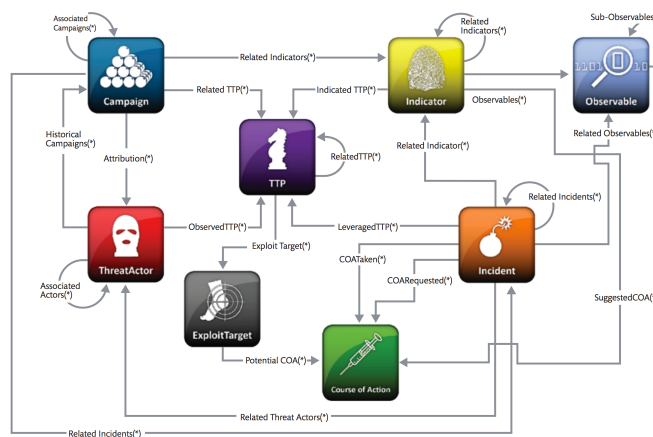 Associated
Campaigns(*)
Related
Indicators(*)
Sub-Observables
Related Indicators(*)
1101
10
Campaign
Related TTP(*)
Indicated TTP(*)
Indicator
Observables(*)
Observable
Historical
Campaigns(*)
Related Observables(*
Attribution(*)
Related Indicator(*)
RelatedTTP(*)
TTP
Related Incidents(*)
ObservedTTP(*)
LeveragedTTP(*)
Exploit Target(*)
COATaken(*)
ThreatActor
Incident
COARequested(*)
Associated
Actors(*)
SuggestedCOA(*
ExploitTarget
Potential COA(*)
Course of Action
Related Threat Actors(*)
Related Incidents(*)